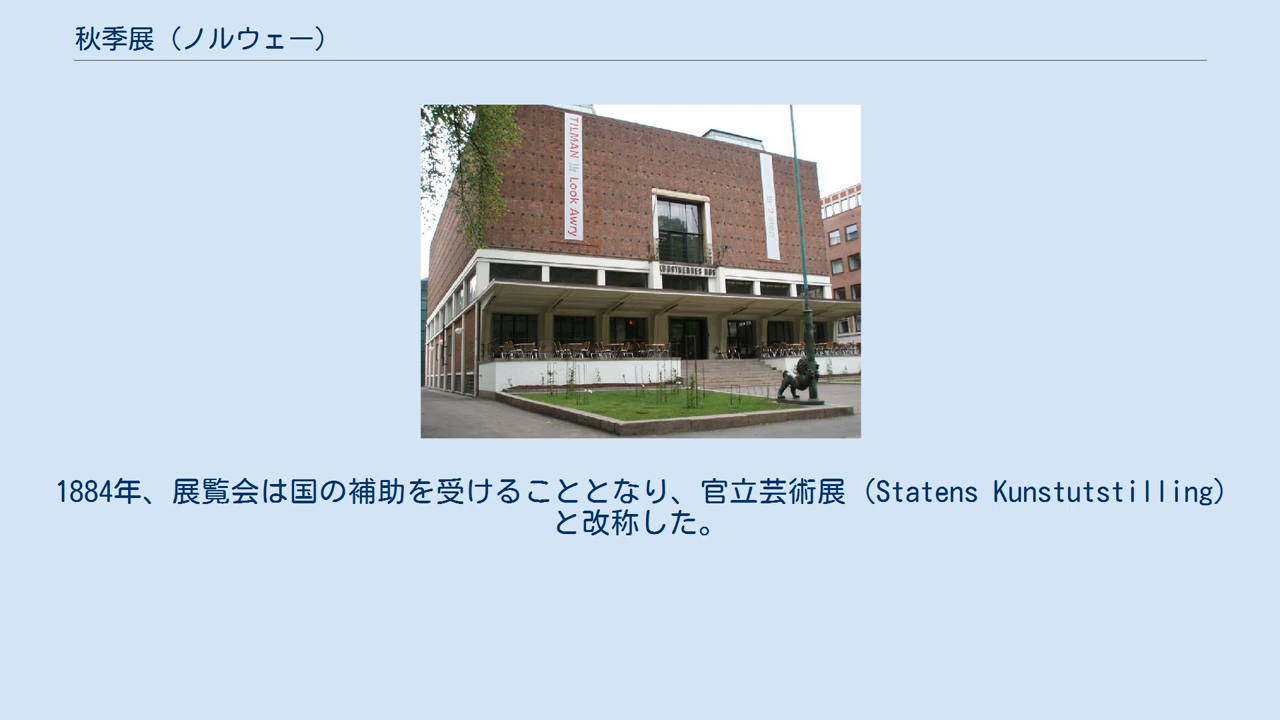 秋季展（ノルウェー）
TILMAN
Look Awry
KUNSTNERNES HUS
1884年、展覧会は国の補助を受けることとなり、官立芸術展（Statens Kunstutstilling）
と改称した。